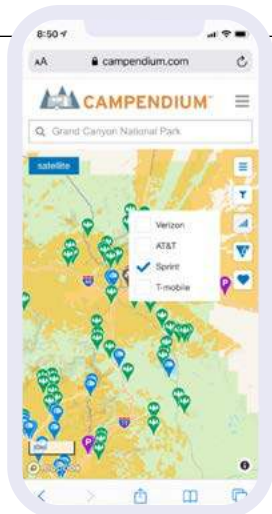 8:50
AA campendium.com
CAMPENDIUM
Grand Canyon National Park
satellite
Verizon
AT&T
Sprint
T-mobile
P
P